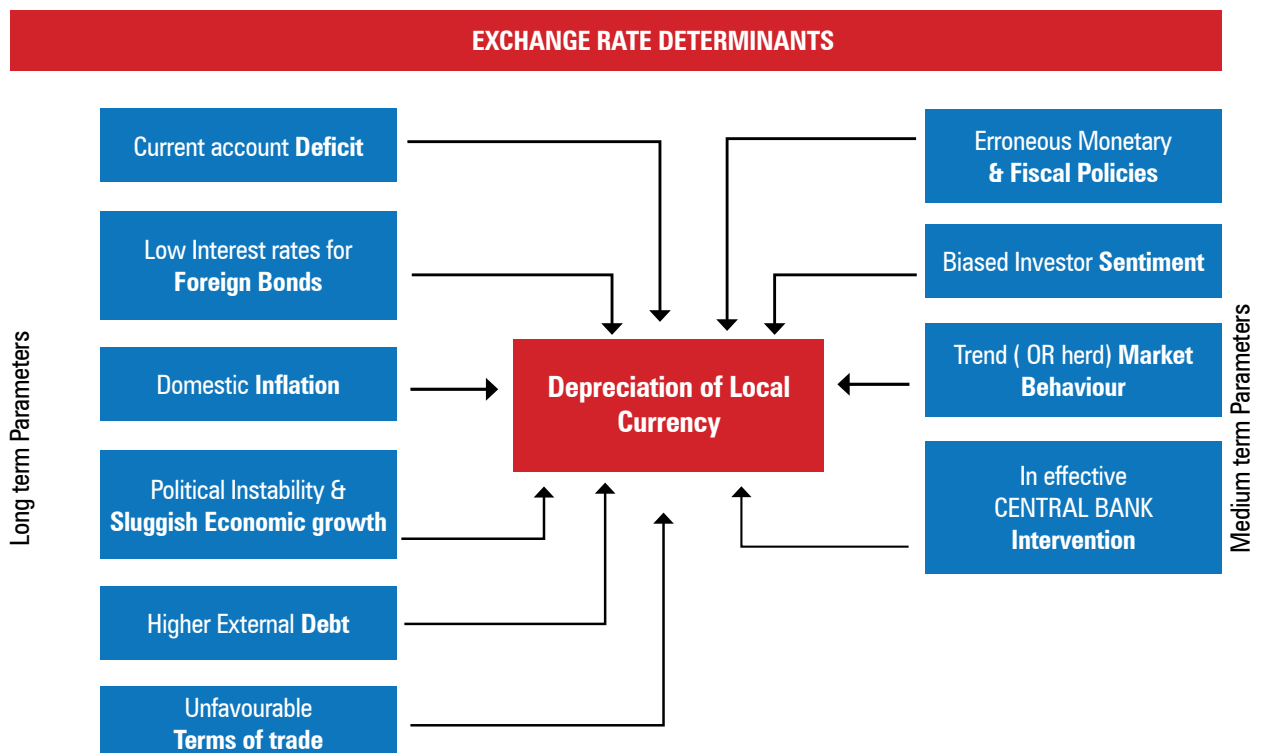 EXCHANGE RATE DETERMINANTS
Long term Parameters
Current account Deficit
Low Interest rates for
Foreign Bonds
Domestic Inflation
Political Instability &
Sluggish Economic growth
Higher External Debt
Unfavourable
Terms of trade
Depreciation of Local
Currency
Erroneous Monetary
& Fiscal Policies
Biased Investor Sentiment
Trend ( OR herd) Market
Behaviour
In effective
CENTRAL BANK
Intervention
Medium term Parameters